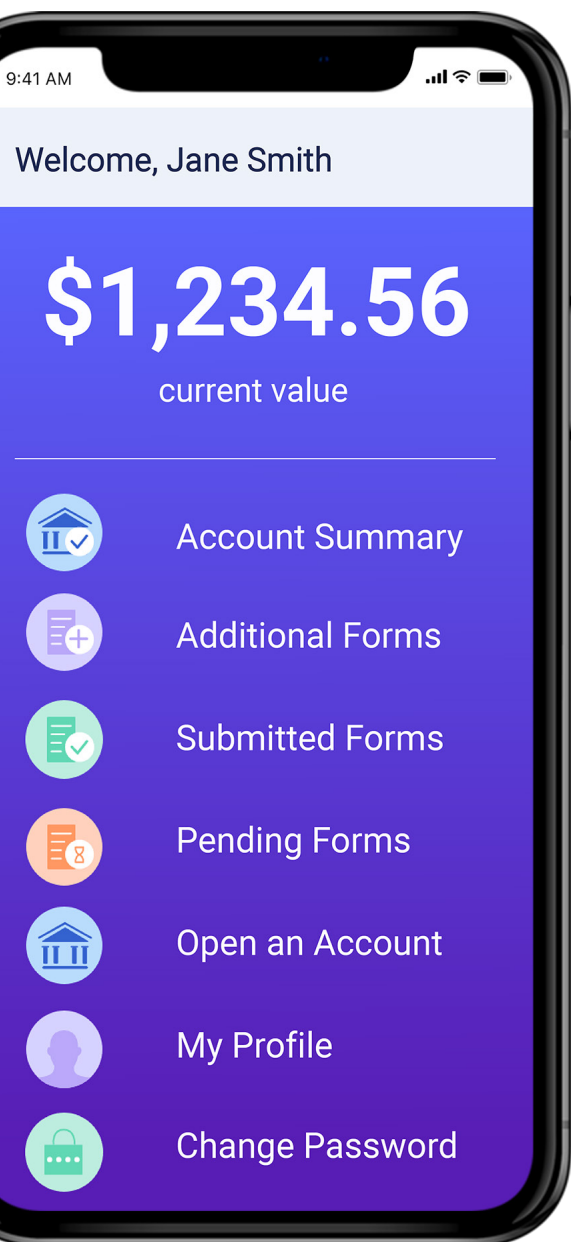 9:41 AM
Welcome, Jane Smith
$1,234.56
current value
Account Summary
Additional Forms
Submitted Forms
Pending Forms
Open an Account
My Profile
Change Password